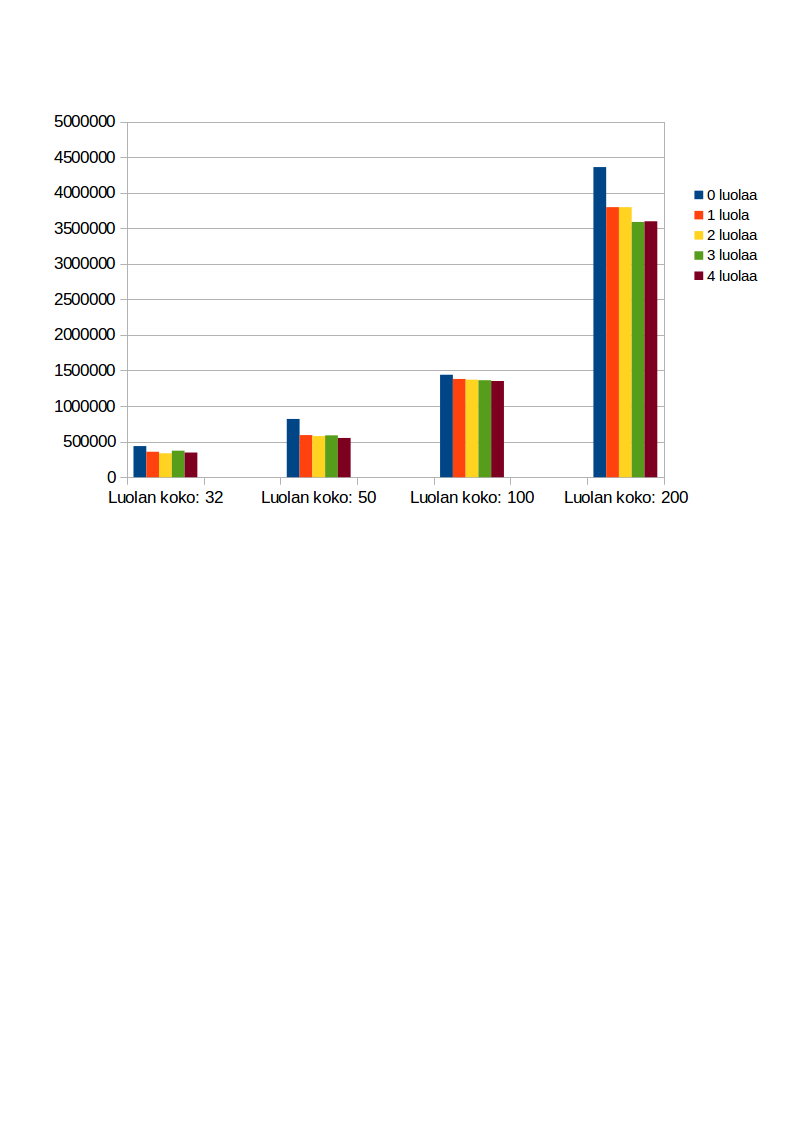 5000000
4500000
4000000
3500000
3000000
2500000
2000000
1500000
1000000
500000
0
Luolan koko: 32
Luolan koko: 50
Luolan koko: 100
Luolan koko: 200
0 luolaa
1 luola
2 luolaa
3 luolaa
4 luolaa